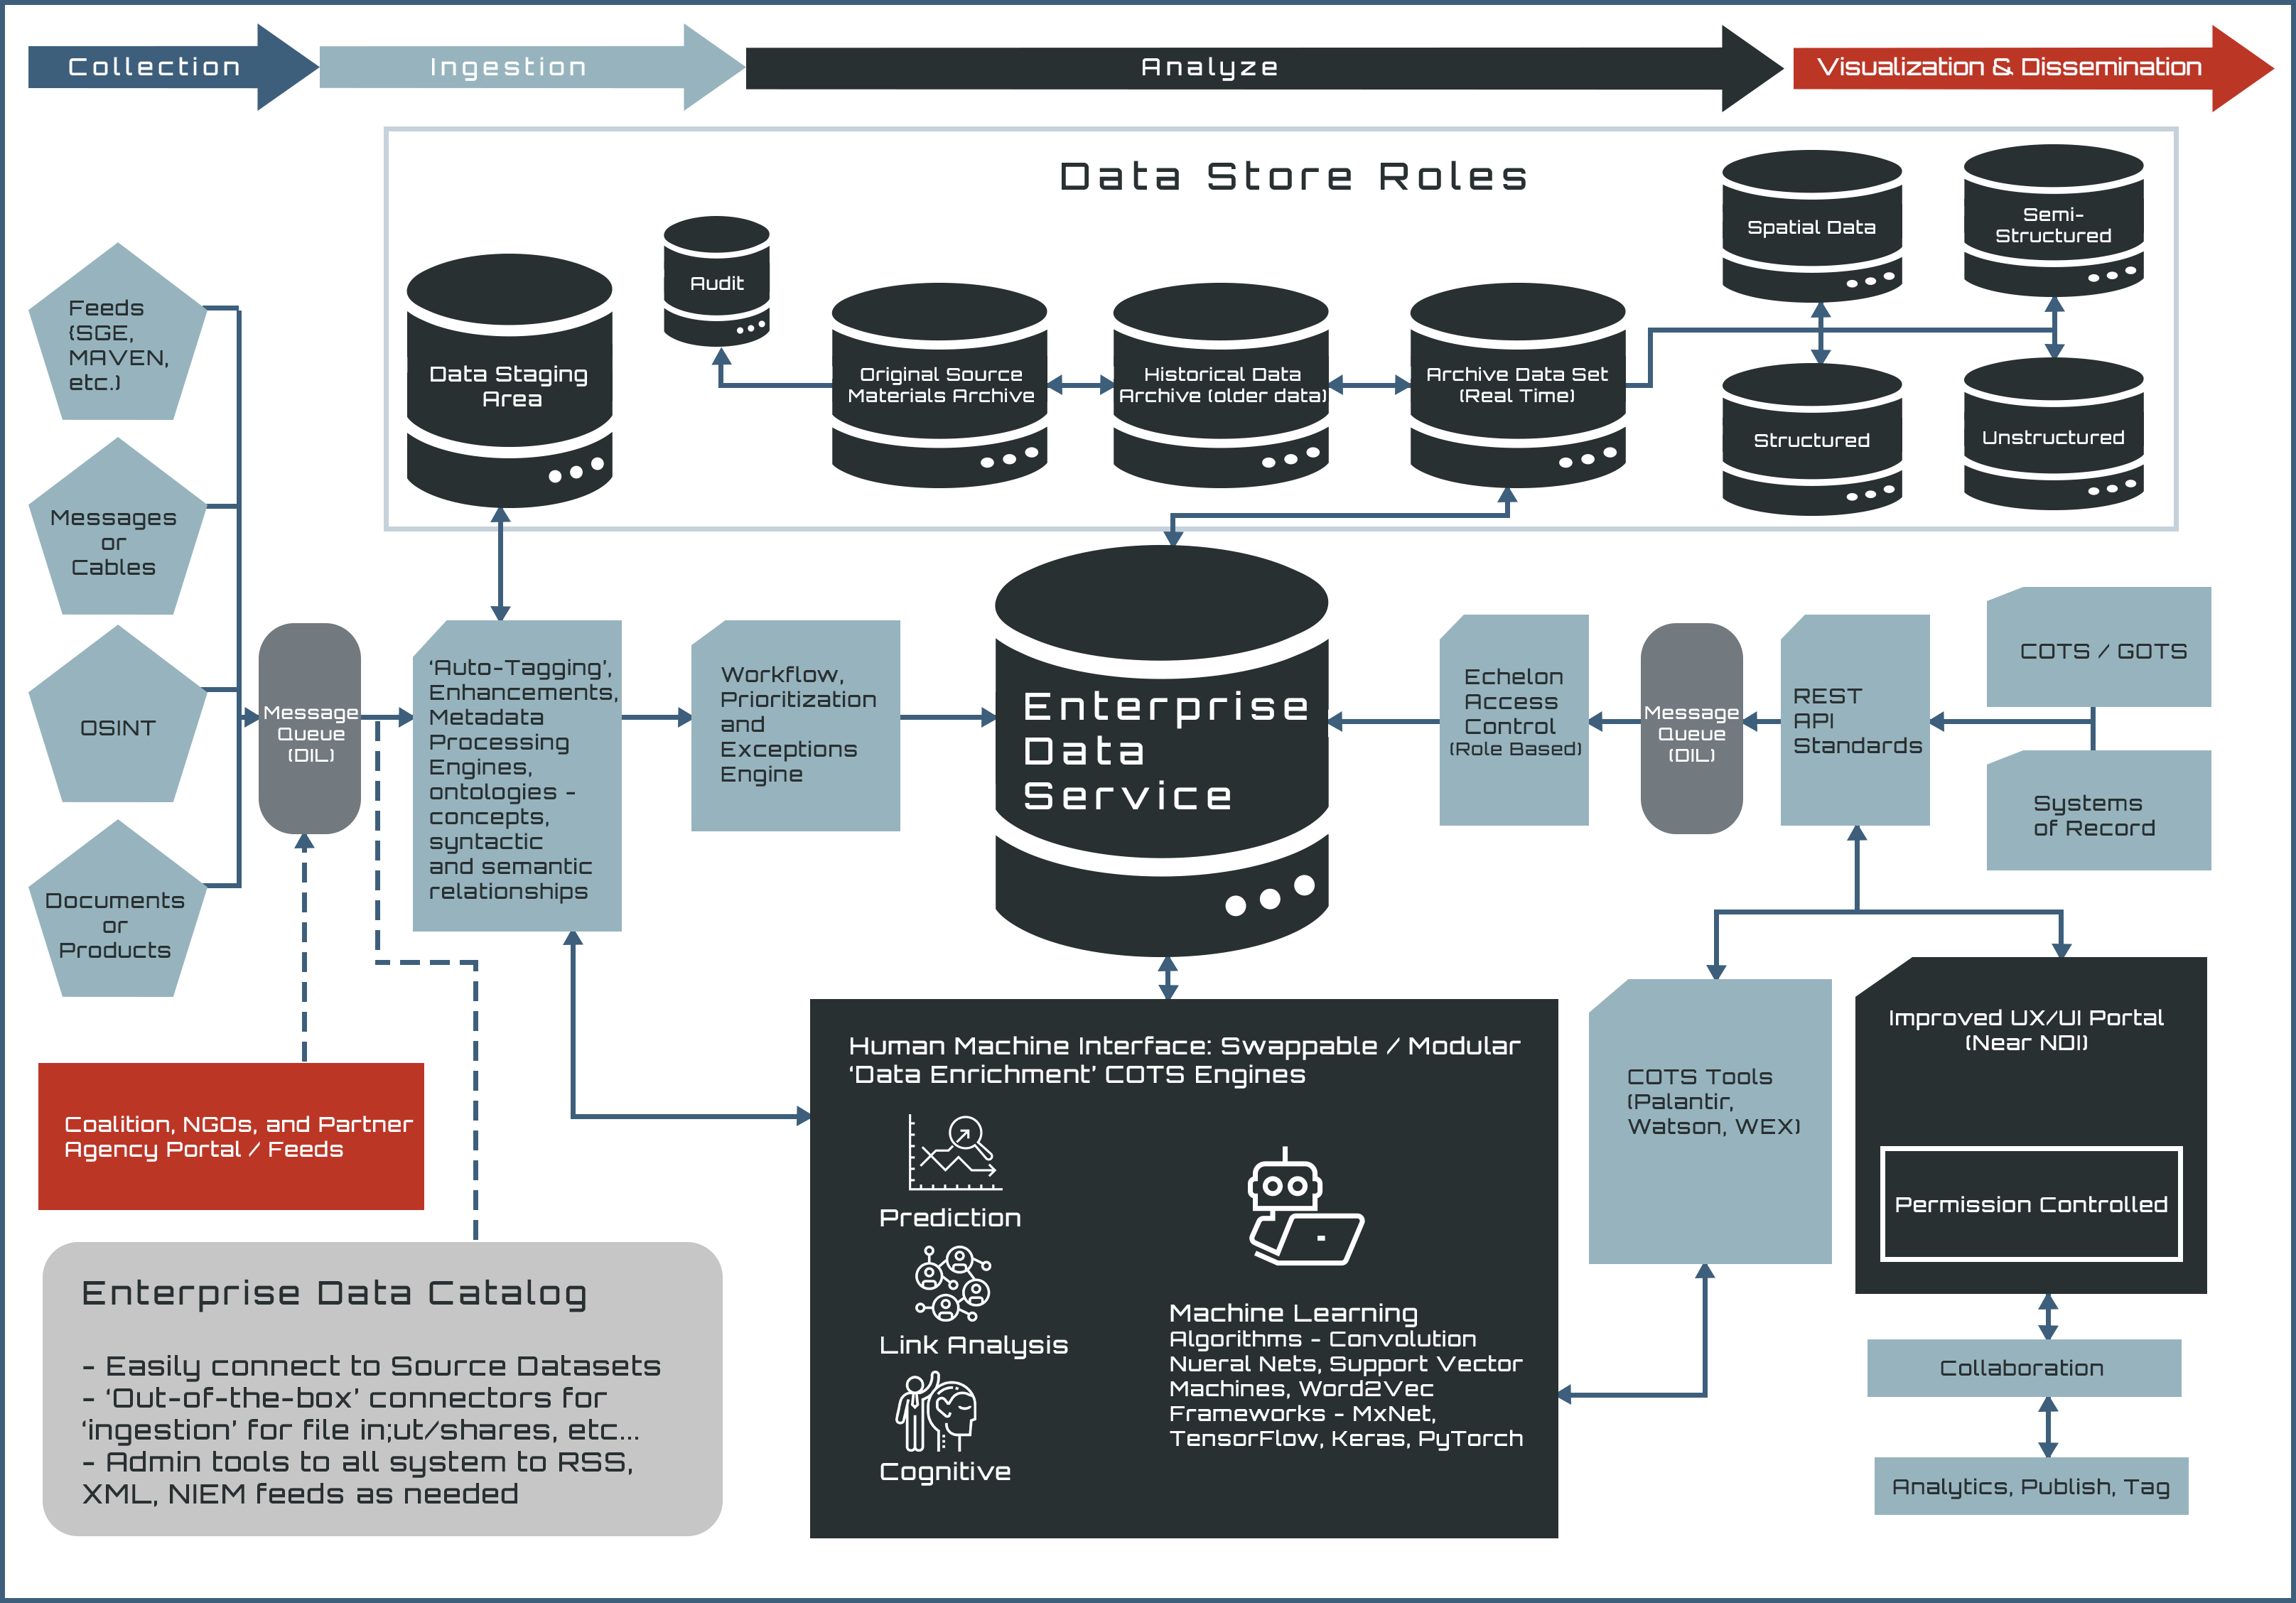 Collection
Ingestion
Analyze
Visualization & Dissemination
Data Store Roles
Feeds
(SGE,
MAVEN,
etc.)
Messages
or
Cables
OSINT
Documents
or
Products
Data Staging
Area
Audit
Original Source
Materials Archive
Historical Data
Archive (older data)
Archive Data Set
(Real Time)
Spatial Data
Semi-
Structured
Structured
Unstructured
Message
Queue
(DIL)
‘Auto-Tagging’,
Enhancements,
Metadata
Processing
Engines,
ontologies -
concepts,
syntactic
and semantic
relationships
Workflow,
Prioritization
and
Exceptions
Engine
Enterprise
Data
Service
Echelon
Access
Control
(Role Based)
Message
Queue
(DIL)
REST
API
Standards
COTS / GOTS
Systems
of Record
Coalition, NGOs, and Partner
Agency Portal / Feeds
Enterprise Data Catalog
- Easily connect to Source Datasets
- ‘Out-of-the-box’ connectors for
‘ingestion’ for file in;ut/shares, etc...
- Admin tools to all system to RSS,
XML, NIEM feeds as needed
Human Machine Interface: Swappable / Modular
‘Data Enrichment’ COTS Engines
Prediction
Link Analysis
Cognitive
Machine Learning
Algorithms - Convolution
Nueral Nets, Support Vector
Machines, Word2Vec
Frameworks - MxNet,
TensorFlow, Keras, PyTorch
COTS Tools
(Palantir,
Watson, WEX)
Improved UX/UI Portal
(Near NDI)
Permission Controlled
Collaboration
Analytics, Publish, Tag